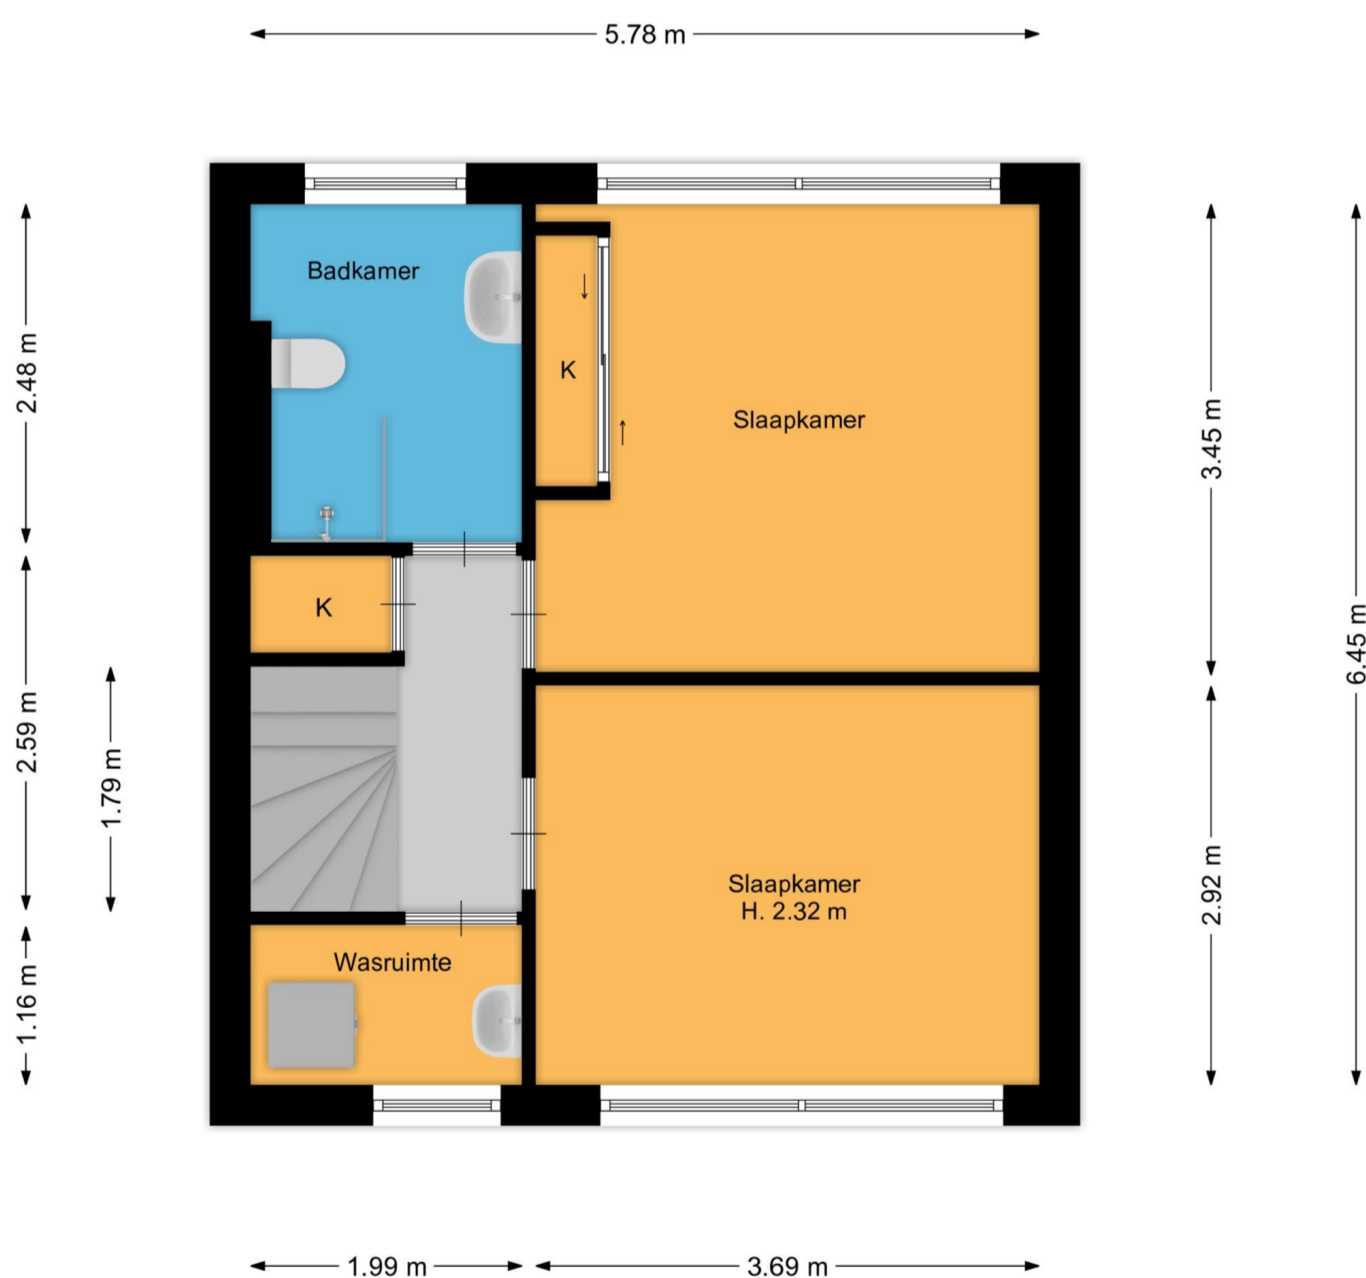 5.78 m
Badkamer
2.48 m
K
Slaapkamer
3.45 m
6.45 m
K
2.59 m
1.79 m
Slaapkamer
H. 2.32 m
2.92 m
Wasruimte
1.16 m
1.99 m
3.69 m